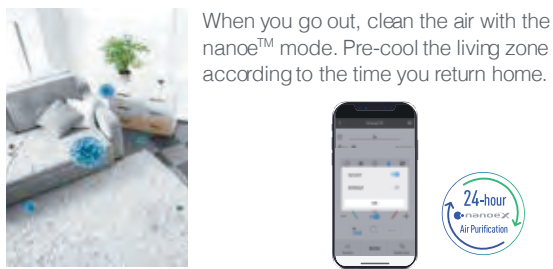 When you go out, clean the air with the
nanoe™ mode. Pre-cool the living zone
according to the time you return home.
24-hour
nanoeX
Air Purification